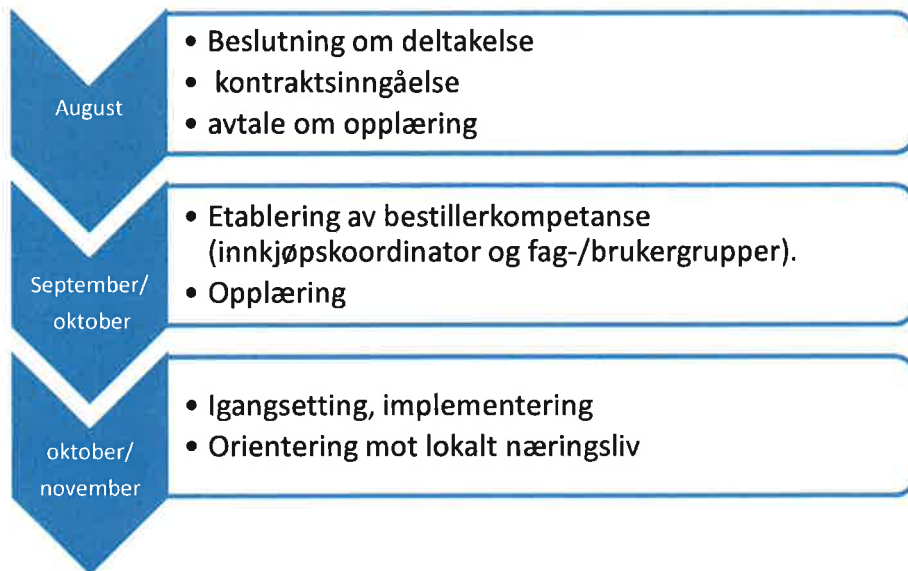 August
• Beslutning om deltakelse
• kontraktsinngåelse
• avtale om opplæring
September/
oktober
• Etablering av bestillerkompetanse
(innkjøpskoordinator og fag-/brukergrupper).
• Opplæring
oktober/
november
• Igangsetting, implementering
• Orientering mot lokalt næringsliv